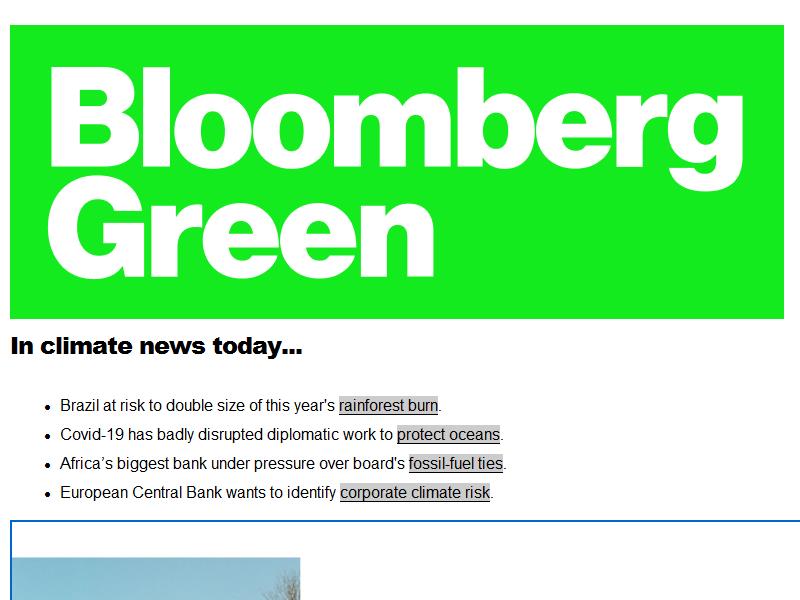 Bloomberg
Green
In climate news today...
• Brazil at risk to double size of this year's rainforest burn.
• Covid-19 has badly disrupted diplomatic work to protect oceans.
• Africa’s biggest bank under pressure over board's fossil-fuel ties.
• European Central Bank wants to identify corporate climate risk.